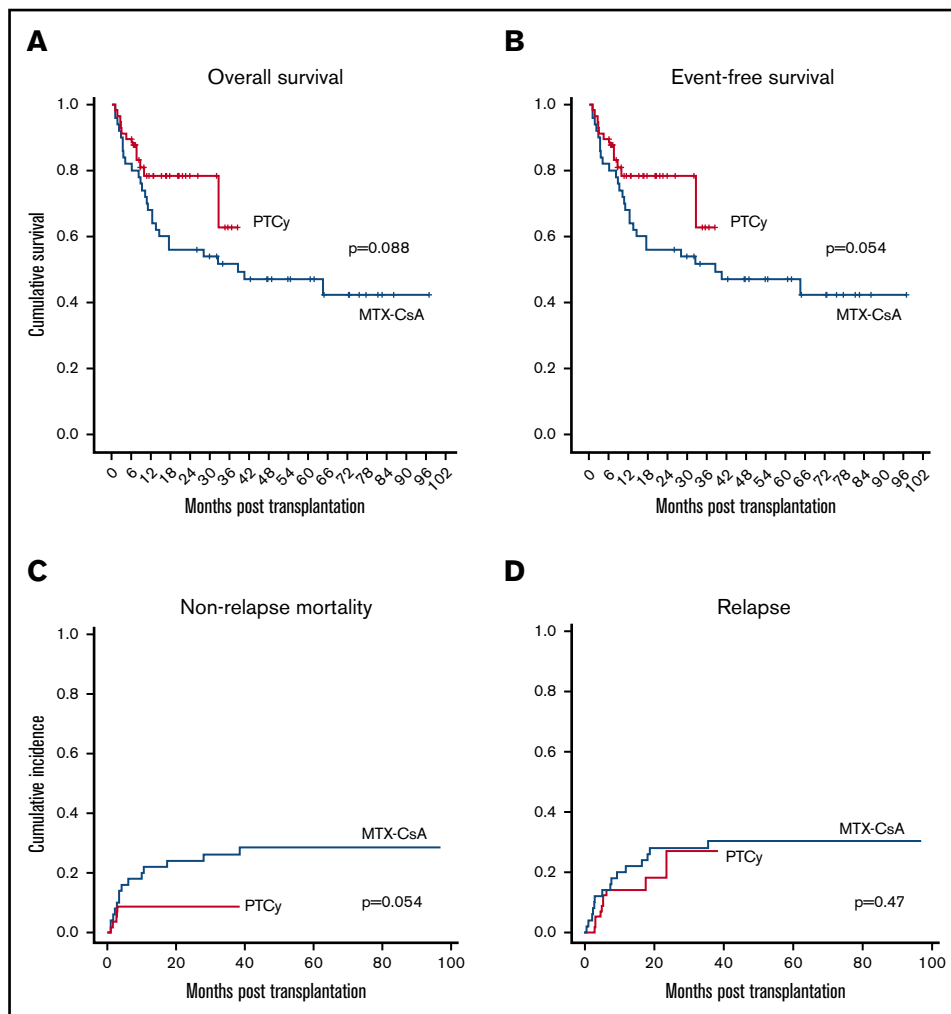 A
Overall survival
Cumulative survival
1.0
0.8
0.6
0.4
0.2
0.0
PTCy
p=0.088
MTX-CsA
0 6 12 18 24 30 36 42 48 54 60 66 72 78 84 90 96 102
Months post transplantation
B
Event-free survival
1.0
0.8
0.6
0.4
0.2
0.0
PTCy
p=0.054
MTX-CsA
0 6 12 18 24 30 36 42 48 54 60 66 72 78 84 90 96 102
Months post transplantation
C
Non-relapse mortality
Cumulative incidence
1.0
0.8
0.6
0.4
0.2
0.0
MTX-CsA
PTCy
p=0.054
0 20 40 60 80 100
Months post transplantation
D
Relapse
1.0
0.8
0.6
0.4
0.2
0.0
MTX-CsA
PTCy
p=0.47
0 20 40 60 80 100
Months post transplantation